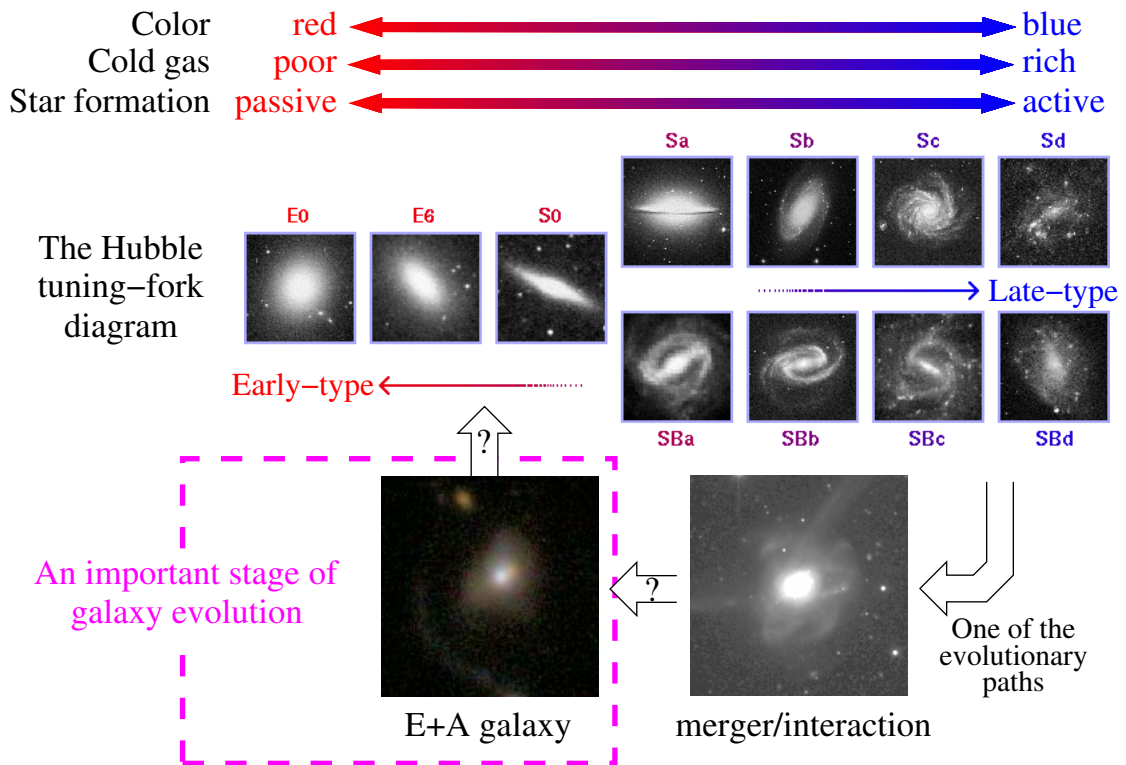 Color red blue
Cold gas poor rich
Star formation passive active
Sa Sb Sc Sd
E0 E6 S0
The Hubble
tuning−fork
diagram
Late−type
Early−type
SBa SBb SBc SBd
?
An important stage of
galaxy evolution
?
One of the
evolutionary
paths
E+A galaxy
merger/interaction